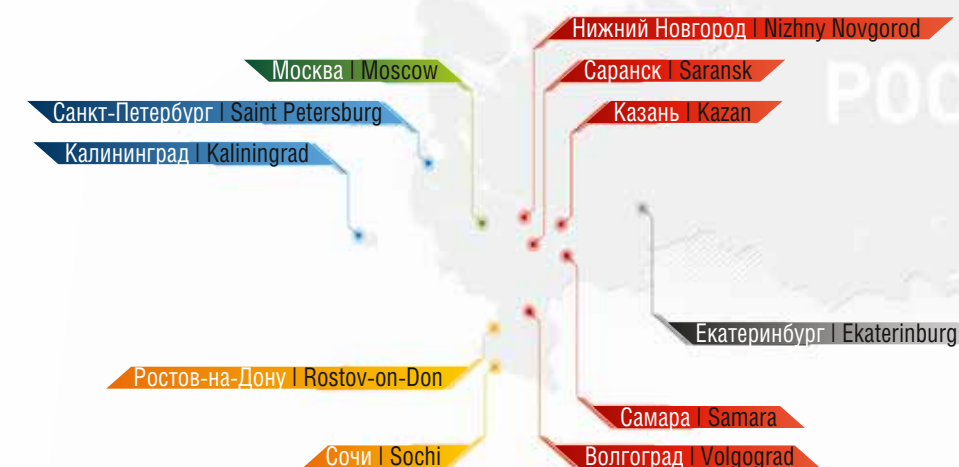 Нижний Новгород | Nizhny Novgorod
Москва | Moscow
Саранск | Saransk
Санкт-Петербург | Saint Petersburg
Казань | Kazan
Калининград | Kaliningrad
Екатеринбург | Ekaterinburg
Ростов-на-Дону | Rostov-on-Don
Самара | Samara
Сочи | Sochi
Волгоград | Volgograd